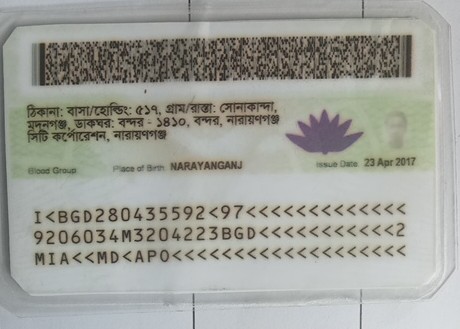 ঠিকানা: বাসা/হোল্ডিং: ৫১৭, গ্রাম/রাস্তা: সোনাকান্দা,
মদনগঞ্জ, ডাকঘর: বন্দর - ১৪১০, বন্দর, নারায়ণগঞ্জ
সিটি কর্পোরেশন, নারায়ণগঞ্জ
Blood Group Place of Birth NARAYANGANJ Issue Date 23 Apr 2017
I<BGD280435592<97<<<<<<<<<<<<<
9206034M3204223BGD<<<<<<<<<<<2
MIA<<MD<APO<<<<<<<<<<<<<<<<<<<